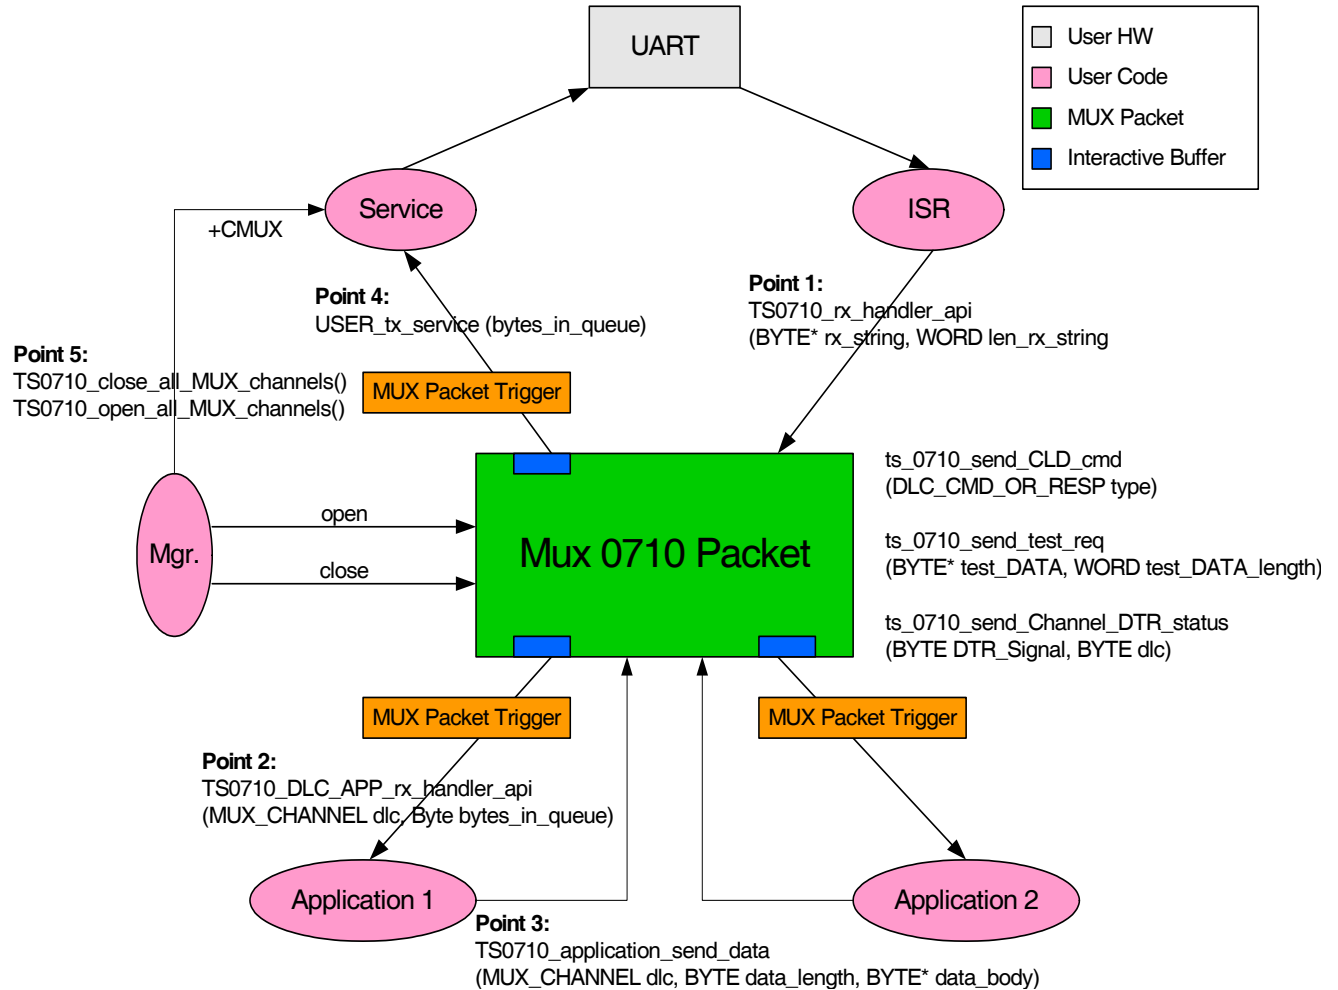 UART
User HW
User Code
MUX Packet
Interactive Buffer
Service
ISR
+CMUX
Point 1:
TS0710_rx_handler_api
(BYTE* rx_string, WORD len_rx_string
Point 4:
USER_tx_service (bytes_in_queue)
Point 5:
TS0710_close_all_MUX_channels()
TS0710_open_all_MUX_channels()
MUX Packet Trigger
ts_0710_send_CLD_cmd
(DLC_CMD_OR_RESP type)
open
Mgr.
close
Mux 0710 Packet
ts_0710_send_test_req
(BYTE* test_DATA, WORD test_DATA_length)
ts_0710_send_Channel_DTR_status
(BYTE DTR_Signal, BYTE dlc)
MUX Packet Trigger
MUX Packet Trigger
Point 2:
TS0710_DLC_APP_rx_handler_api
(MUX_CHANNEL dlc, Byte bytes_in_queue)
Application 1
Application 2
Point 3:
TS0710_application_send_data
(MUX_CHANNEL dlc, BYTE data_length, BYTE* data_body)